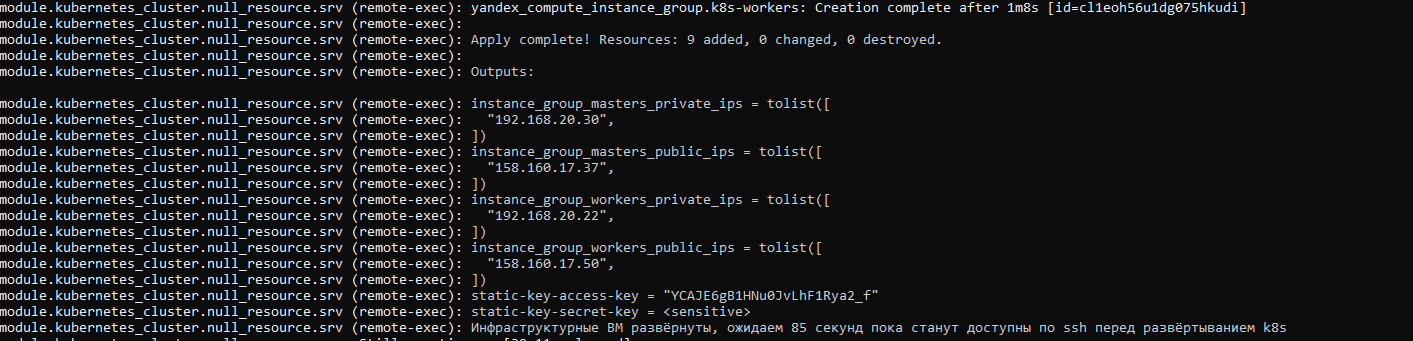 module.kubernetes_cluster.null_resource.srv (remote-exec): yandex_compute_instance_group.k8s-workers: Creation complete after 1m8s [id=cl1eoh56u1dg075hkudi]
module.kubernetes_cluster.null_resource.srv (remote-exec):
module.kubernetes_cluster.null_resource.srv (remote-exec): Apply complete! Resources: 9 added, 0 changed, 0 destroyed.
module.kubernetes_cluster.null_resource.srv (remote-exec):
module.kubernetes_cluster.null_resource.srv (remote-exec): Outputs:
module.kubernetes_cluster.null_resource.srv (remote-exec): instance_group_masters_private_ips = tolist([
module.kubernetes_cluster.null_resource.srv (remote-exec):   "192.168.20.30",
module.kubernetes_cluster.null_resource.srv (remote-exec): ])
module.kubernetes_cluster.null_resource.srv (remote-exec): instance_group_masters_public_ips = tolist([
module.kubernetes_cluster.null_resource.srv (remote-exec):   "158.160.17.37",
module.kubernetes_cluster.null_resource.srv (remote-exec): ])
module.kubernetes_cluster.null_resource.srv (remote-exec): instance_group_workers_private_ips = tolist([
module.kubernetes_cluster.null_resource.srv (remote-exec):   "192.168.20.22",
module.kubernetes_cluster.null_resource.srv (remote-exec): ])
module.kubernetes_cluster.null_resource.srv (remote-exec): instance_group_workers_public_ips = tolist([
module.kubernetes_cluster.null_resource.srv (remote-exec):   "158.160.17.50",
module.kubernetes_cluster.null_resource.srv (remote-exec): ])
module.kubernetes_cluster.null_resource.srv (remote-exec): static-key-access-key = "YCAJE6gB1HNu0JvLhF1Rya2_f"
module.kubernetes_cluster.null_resource.srv (remote-exec): static-key-secret-key = <sensitive>
module.kubernetes_cluster.null_resource.srv (remote-exec): Инфраструктурные ВМ развёрнуты, ожидаем 85 секунд пока станут доступны по ssh перед развёртыванием k8s